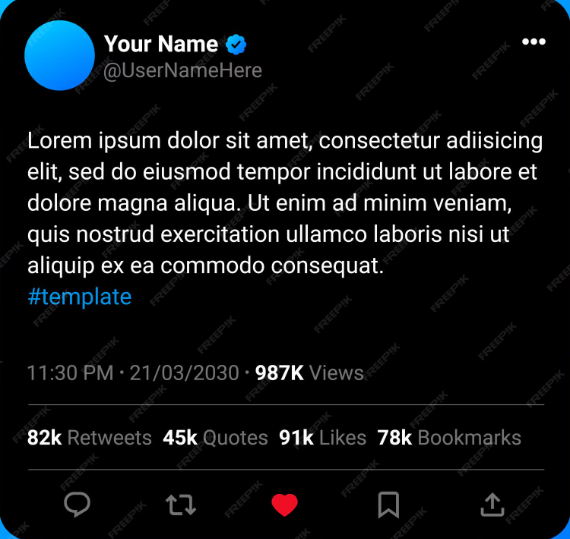 Your Name
@UserNameHere
Lorem ipsum dolor sit amet, consectetur adiisicing
elit, sed do eiusmod tempor incididunt ut labore et
dolore magna aliqua. Ut enim ad minim veniam,
quis nostrud exercitation ullamco laboris nisi ut
aliquip ex ea commodo consequat.
#template
11:30 PM · 21/03/2030 · 987K Views
82k Retweets 45k Quotes 91k Likes 78k Bookmarks
FREEPIK